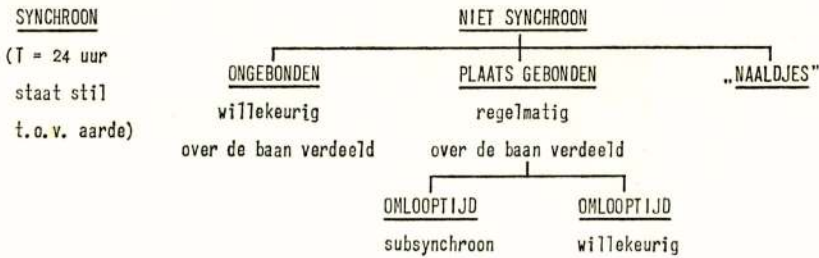 SYNCHROON
(T = 24 uur
staat stil
t.o.v. aarde)
NIET SYNCHROON
ONGEBONDEN
willekeurig
over de baan verdeeld
PLAATS GEBONDEN
regelmatig
over de baan verdeeld
„NAALDJES”
OMLOOPTIJD
subsynchroon
OMLOOPTIJD
willekeurig